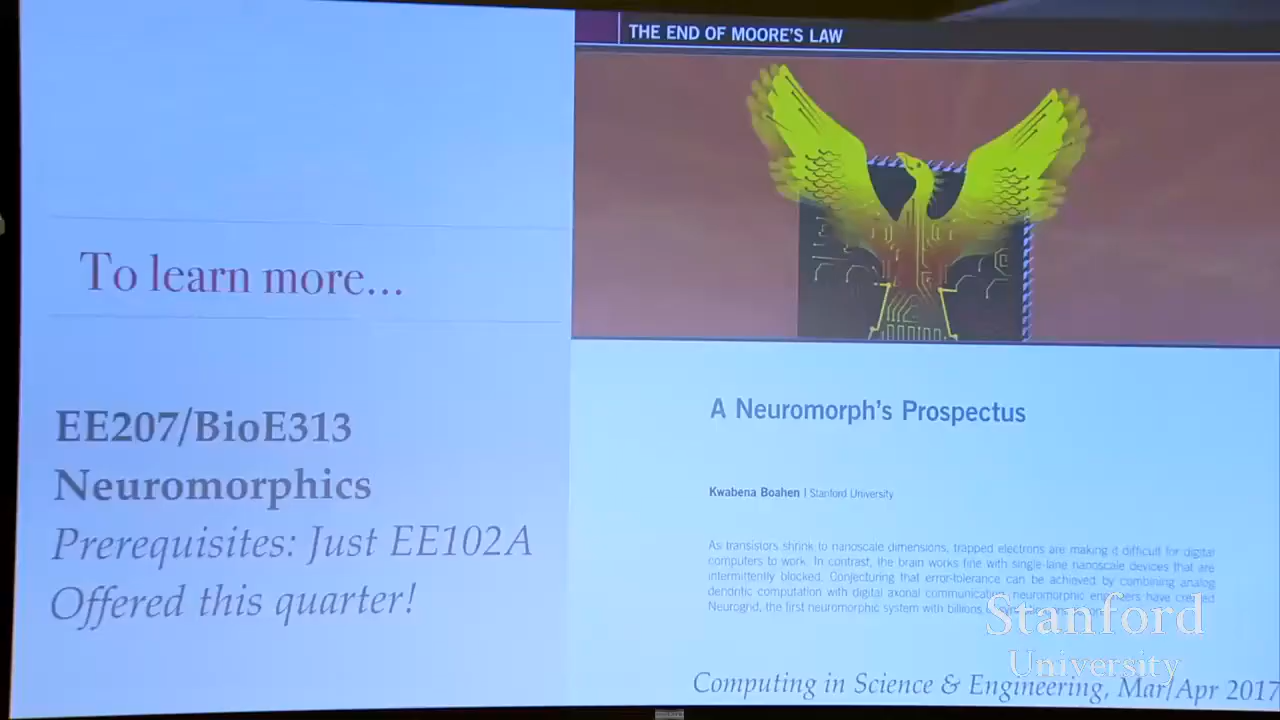 To learn more...
EE207/BioE313
Neuromorphics
Prerequisites: Just EE102A
Offered this quarter!
THE END OF MOORE'S LAW
A Neuromorph's Prospectus
Kwabena Boahen | Stanford University
As transistors shrink to nanoscale dimensions, trapped electrons are making it difficult for digital
computers to work. In contrast, the brain works fine with single-lane nanoscale devices that are
intermittently blocked. Conjecturing that error-tolerance can be achieved by combining analog
dendritic computation with digital axonal communication, neuromorphic engineers have created
Neurogrid, the first neuromorphic system with billions
Computing in Science & Engineering, Mar/Apr 2017
Stanford
University